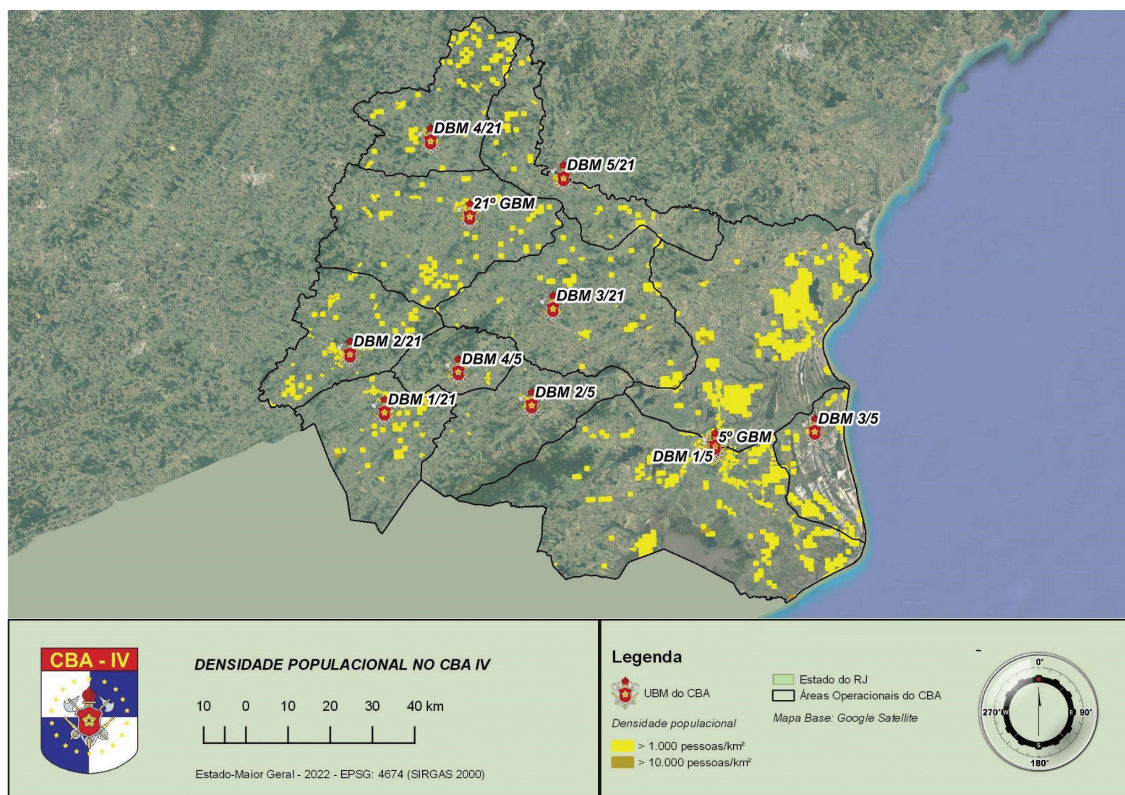 DBM 4/21
DBM 5/21
21º GBM
DBM 3/21
DBM 2/21
DBM 4/5
DBM 1/21
DBM 2/5
DBM 3/5
5º GBM
DBM 1/5
CBA - IV
DENSIDADE POPULACIONAL NO CBA IV
10 0 10 20 30 40 km
Estado-Maior Geral - 2022 - EPSG: 4674 (SIRGAS 2000)
Legenda
UBM do CBA
Densidade populacional
> 1.000 pessoas/km²
> 10.000 pessoas/km²
Estado do RJ
Áreas Operacionais do CBA
Mapa Base: Google Satellite
0°
270°
90°
180°